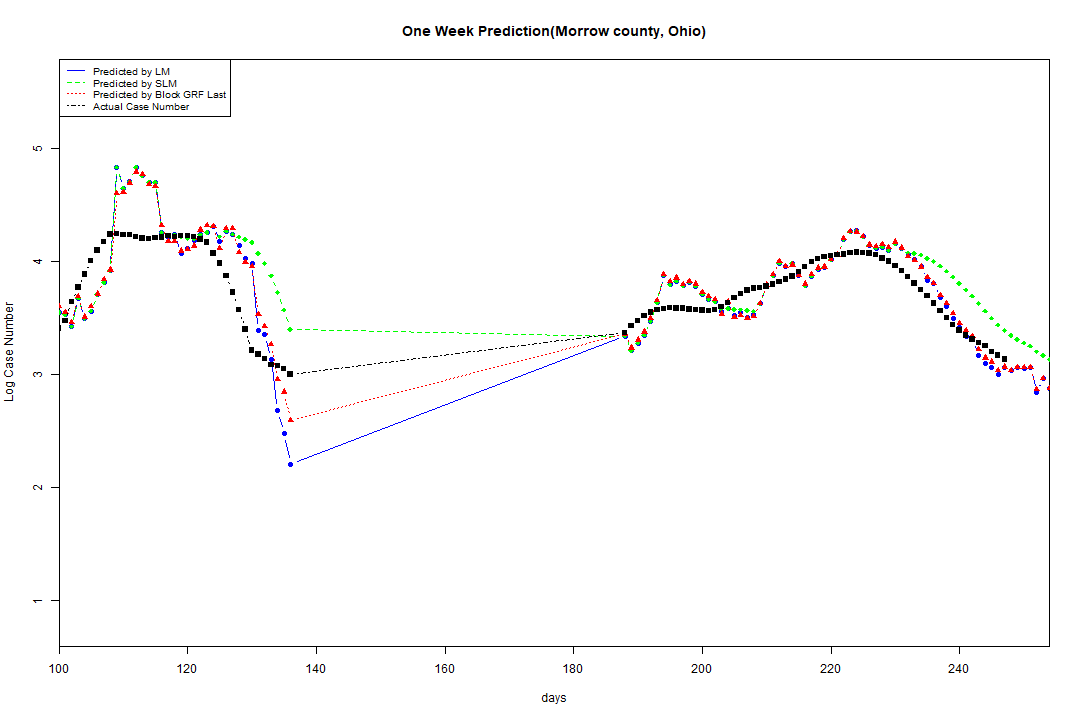 One Week Prediction(Morrow county, Ohio)
Predicted by LM
Predicted by SLM
Predicted by Block GRF Last
Actual Case Number
Log Case Number
5
4
3
2
1
100 120 140 160 180 200 220 240
days